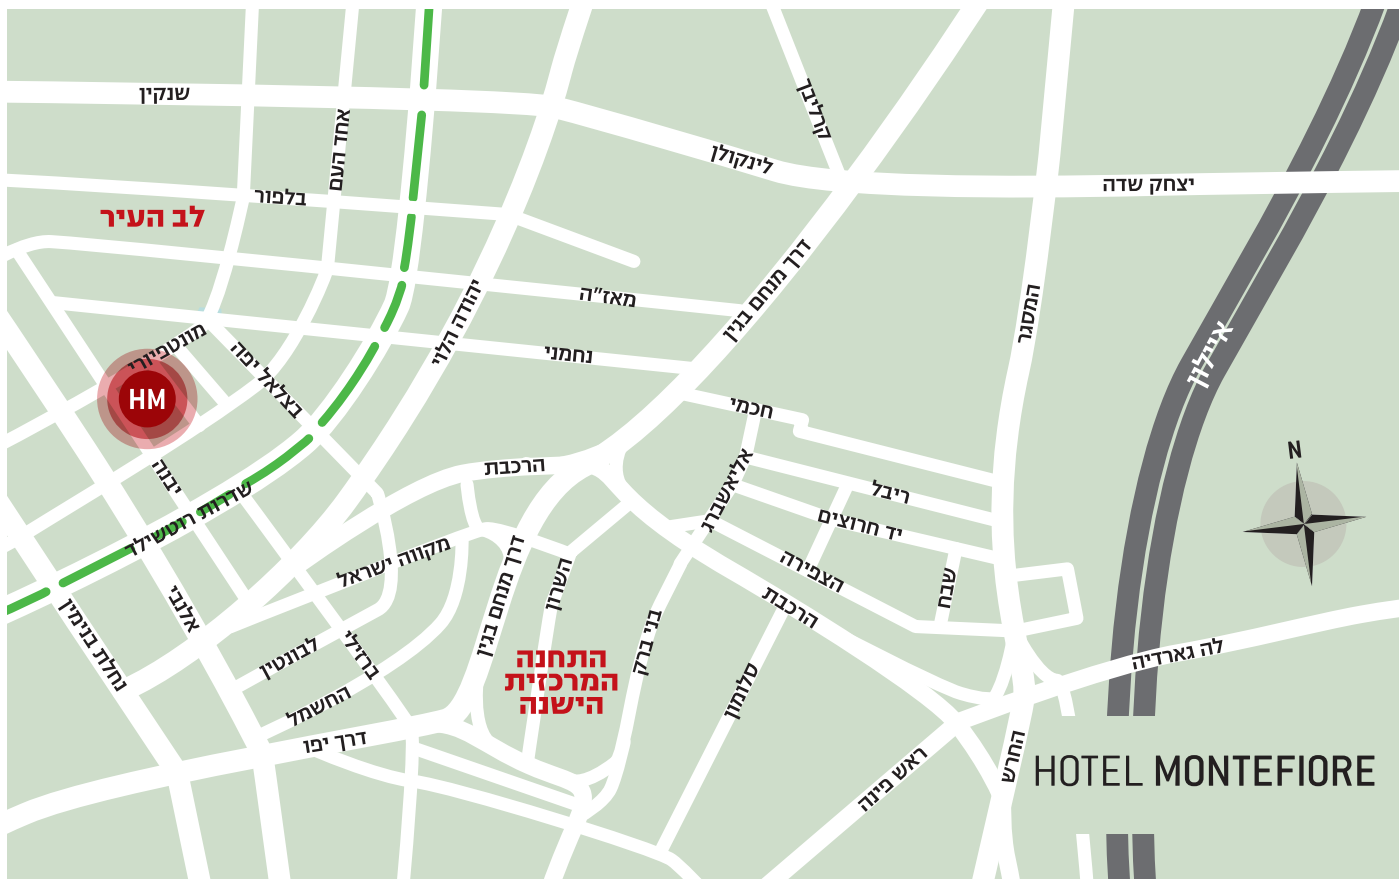 שנקין
אחד העם
קרליבך
לינקולן
יצחק שדה
בלפור
לב העיר
דרך מנחם בגין
מאז״ה
יהודה הלוי
המסגר
איילון
נחמני
מונטפיורי
בצלאל יפה
HM
חכמי
N
הרכבת
אליאשברג
ריבל
יבנה
שדרות רוטשילד
יד חרוצים
מקווה ישראל
דרך מנחם בגין
השרון
הצפירה
שבח
הרכבת
אלנבי
נחלת בנימין
לבונטין
ברזילי
בני ברק
התחנה
המרכזית
הישנה
סלומון
לה גארדיה
החשמל
דרך יפו
ראש פינה
החרש
HOTEL MONTEFIORE